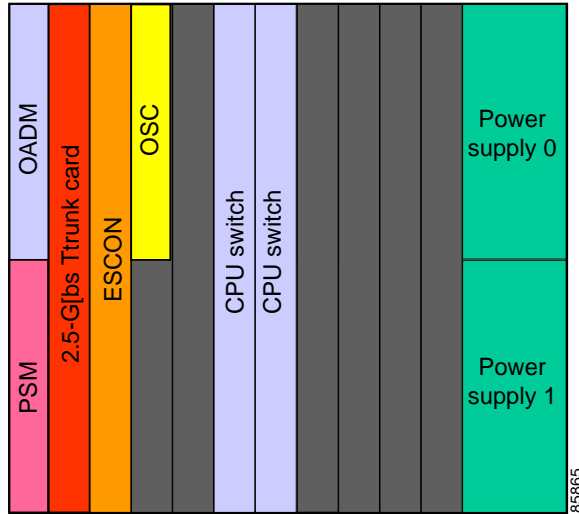 OADM
PSM
2.5-G[bs Ttrunk card
ESCON
OSC
CPU switch
CPU switch
Power
supply 0
Power
supply 1
85865